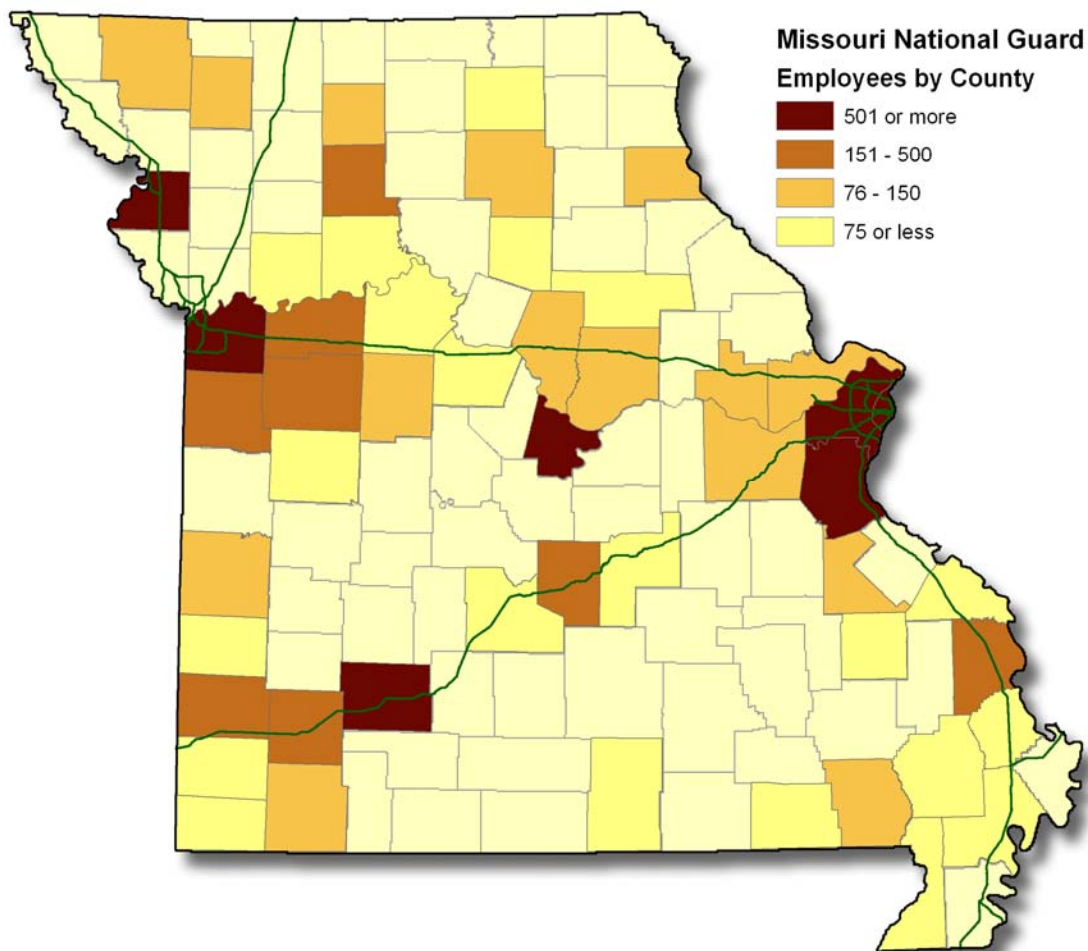 Missouri National Guard
Employees by County
501 or more
151 - 500
76 - 150
75 or less